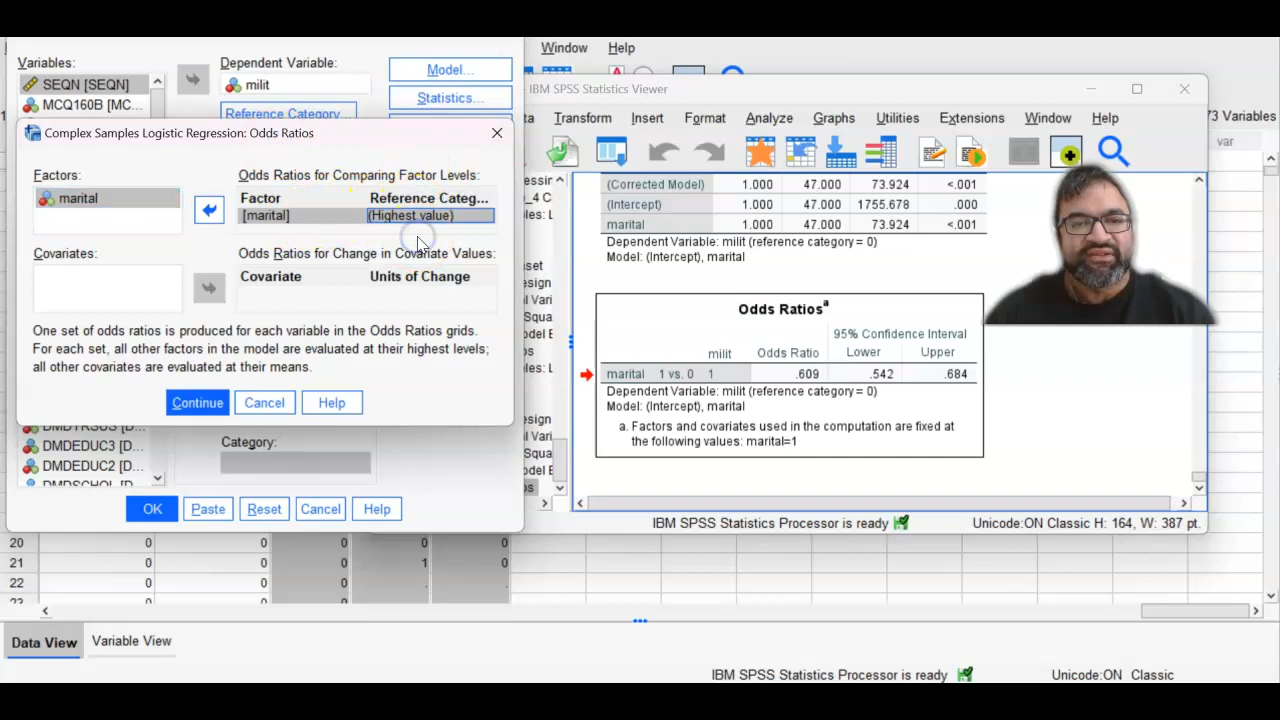 Variables:
Dependent Variable:
Model...
SEQN [SEQN]
milit
MCQ160B [MC...
Statistics...
Reference Category...
Complex Samples Logistic Regression: Odds Ratios
Factors:
Odds Ratios for Comparing Factor Levels:
marital
Factor Reference Categ...
[marital] (Highest value)
Covariates:
Odds Ratios for Change in Covariate Values:
Covariate Units of Change
One set of odds ratios is produced for each variable in the Odds Ratios grids.
For each set, all other factors in the model are evaluated at their highest levels;
all other covariates are evaluated at their means.
Continue Cancel Help
DMDEDUC3 [D...
Category:
DMDEDUC2 [D...
OK Paste Reset Cancel Help
20 0 0 0 0 0
21 0 0 0 1 0
22 0 0 0 . .
Data View Variable View
Window Help
IBM SPSS Statistics Viewer
ta Transform Insert Format Analyze Graphs Utilities Extensions Window Help
73 Variables
var
(Corrected Model) 1.000 47.000 73.924 <.001
(Intercept) 1.000 47.000 1755.678 .000
marital 1.000 47.000 73.924 <.001
Dependent Variable: milit (reference category = 0)
Model: (Intercept), marital
Odds Ratiosa
95% Confidence Interval
milit Odds Ratio Lower Upper
marital 1 vs. 0 1 .609 .542 .684
Dependent Variable: milit (reference category = 0)
Model: (Intercept), marital
a. Factors and covariates used in the computation are fixed at
the following values: marital=1
IBM SPSS Statistics Processor is ready Unicode:ON Classic H: 164, W: 387 pt.
IBM SPSS Statistics Processor is ready Unicode:ON Classic